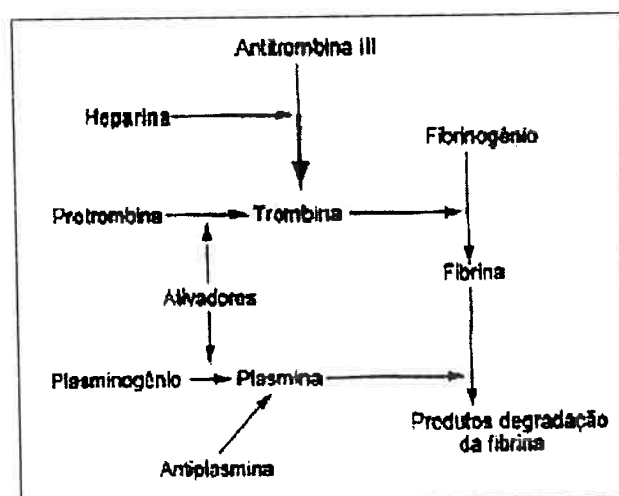 Antitrombina III
Heparina
Fibrinogênio
Protrombina
Trombina
Fibrina
Ativadores
Plasminogênio
Plasmina
Produtos degradação
da fibrina
Antiplasmina